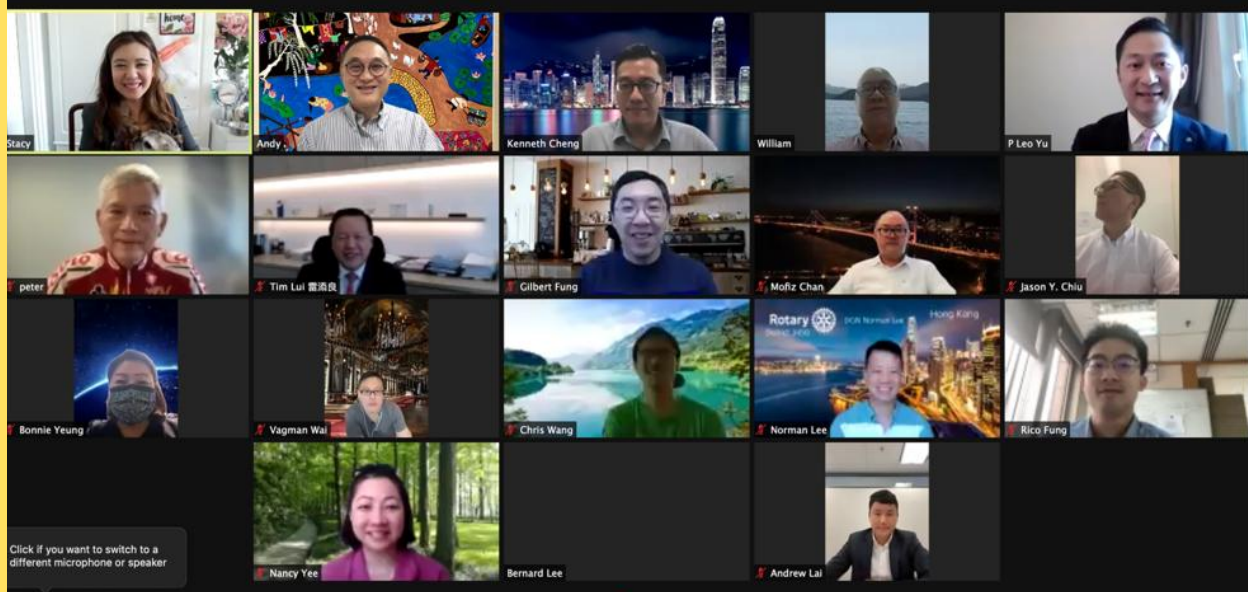 home
Stacy
Andy
Kenneth Cheng
William
P Leo Yu
peter
Tim Lui 雷添良
Gilbert Fung
Mofiz Chan
Jason Y. Chiu
Bonnie Yeung
Vagman Wai
Chris Wang
Rotary
Hong Kong
Norman Lee
Rico Fung
Nancy Yee
Bernard Lee
Andrew Lai
Click if you want to switch to a
different microphone or speaker